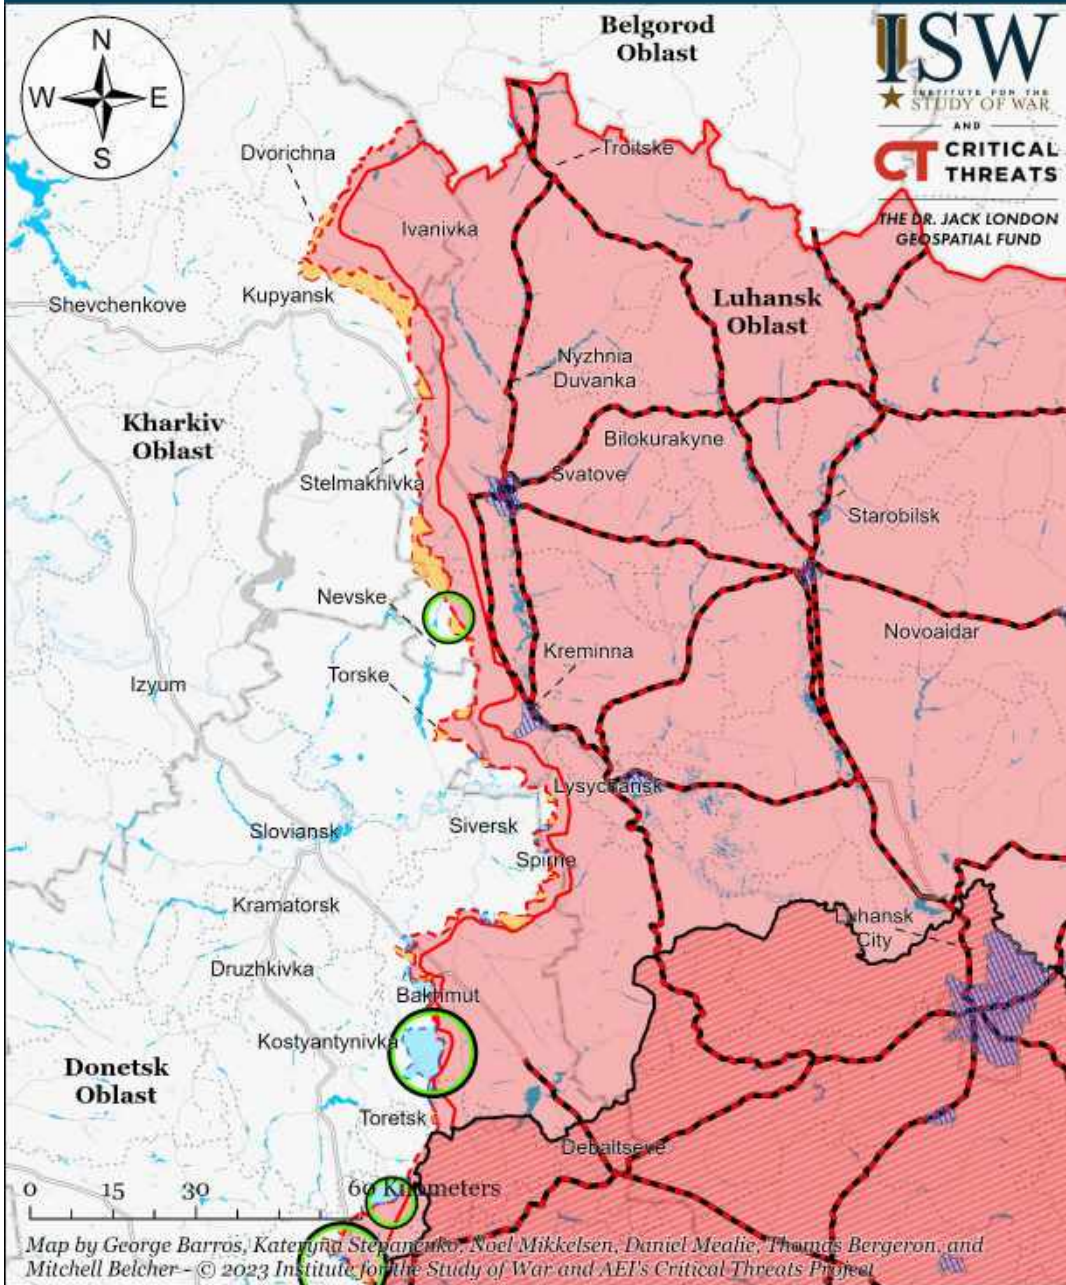 Belgorod
Oblast
ISW
INSTITUTE FOR THE
STUDY OF WAR
AND
CT CRITICAL
THREATS
THE DR. JACK LONDON
GEOSPATIAL FUND
N
W E
S
Dvorichna
Troitske
Ivanivka
Shevchenkove
Kupyansk
Luhansk
Oblast
Nyzhnia
Duvanka
Kharkiv
Oblast
Bilokurakyne
Stelmakhivka
Svatove
Starobilsk
Nevske
Novoaidar
Kreminna
Torske
Izyum
Lysychansk
Siversk
Sloviansk
Spirne
Kramatorsk
Luhansk
City
Druzhkivka
Bakhmut
Kostyantynivka
Donetsk
Oblast
Toretsk
Debaltseve
0 15 30 60 Kilometers
Map by George Barros, Kateryna Stepanenko, Noel Mikkelsen, Daniel Mealie, Thomas Bergeron, and
Mitchell Belcher - © 2023 Institute for the Study of War and AEI's Critical Threats Project